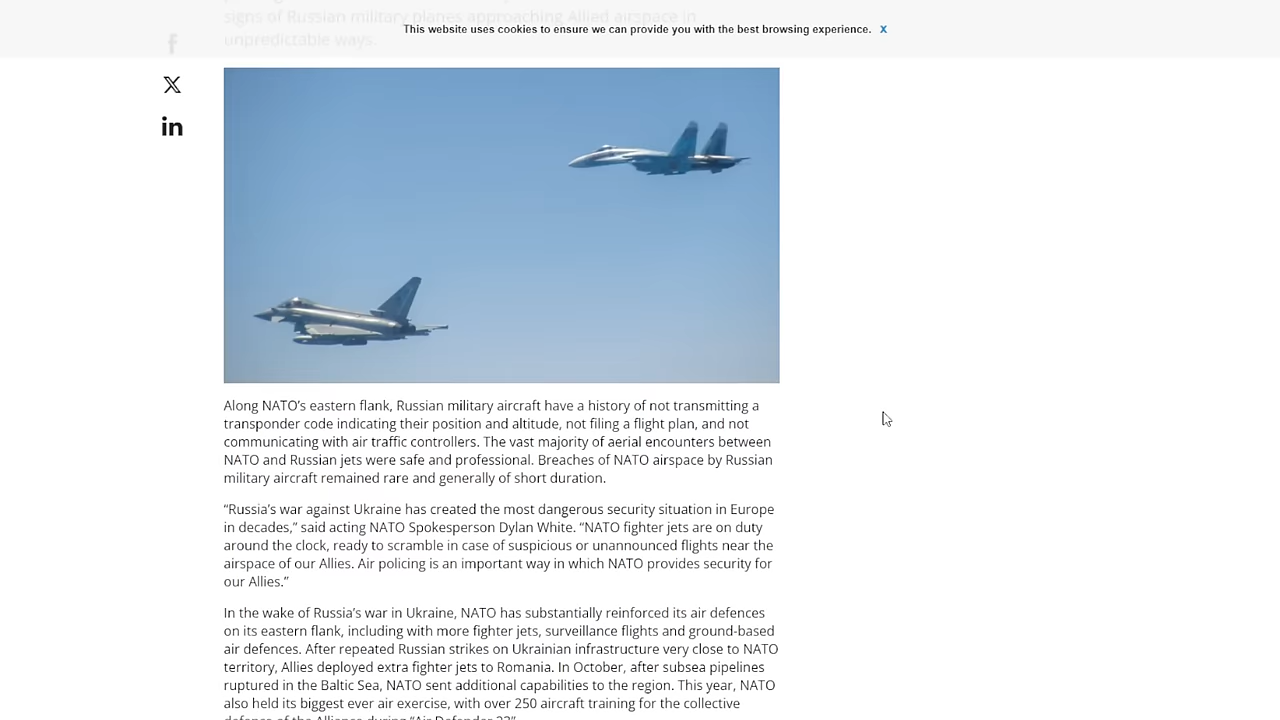 signs of Russian military planes approaching Allied airspace in
unpredictable ways.
This website uses cookies to ensure we can provide you with the best browsing experience. X
f
X
in
Along NATO’s eastern flank, Russian military aircraft have a history of not transmitting a
transponder code indicating their position and altitude, not filing a flight plan, and not
communicating with air traffic controllers. The vast majority of aerial encounters between
NATO and Russian jets were safe and professional. Breaches of NATO airspace by Russian
military aircraft remained rare and generally of short duration.
“Russia’s war against Ukraine has created the most dangerous security situation in Europe
in decades,” said acting NATO Spokesperson Dylan White. “NATO fighter jets are on duty
around the clock, ready to scramble in case of suspicious or unannounced flights near the
airspace of our Allies. Air policing is an important way in which NATO provides security for
our Allies.”
In the wake of Russia’s war in Ukraine, NATO has substantially reinforced its air defences
on its eastern flank, including with more fighter jets, surveillance flights and ground-based
air defences. After repeated Russian strikes on Ukrainian infrastructure very close to NATO
territory, Allies deployed extra fighter jets to Romania. In October, after subsea pipelines
ruptured in the Baltic Sea, NATO sent additional capabilities to the region. This year, NATO
also held its biggest ever air exercise, with over 250 aircraft training for the collective
defence of the Alliance during “Air Defender 23”.